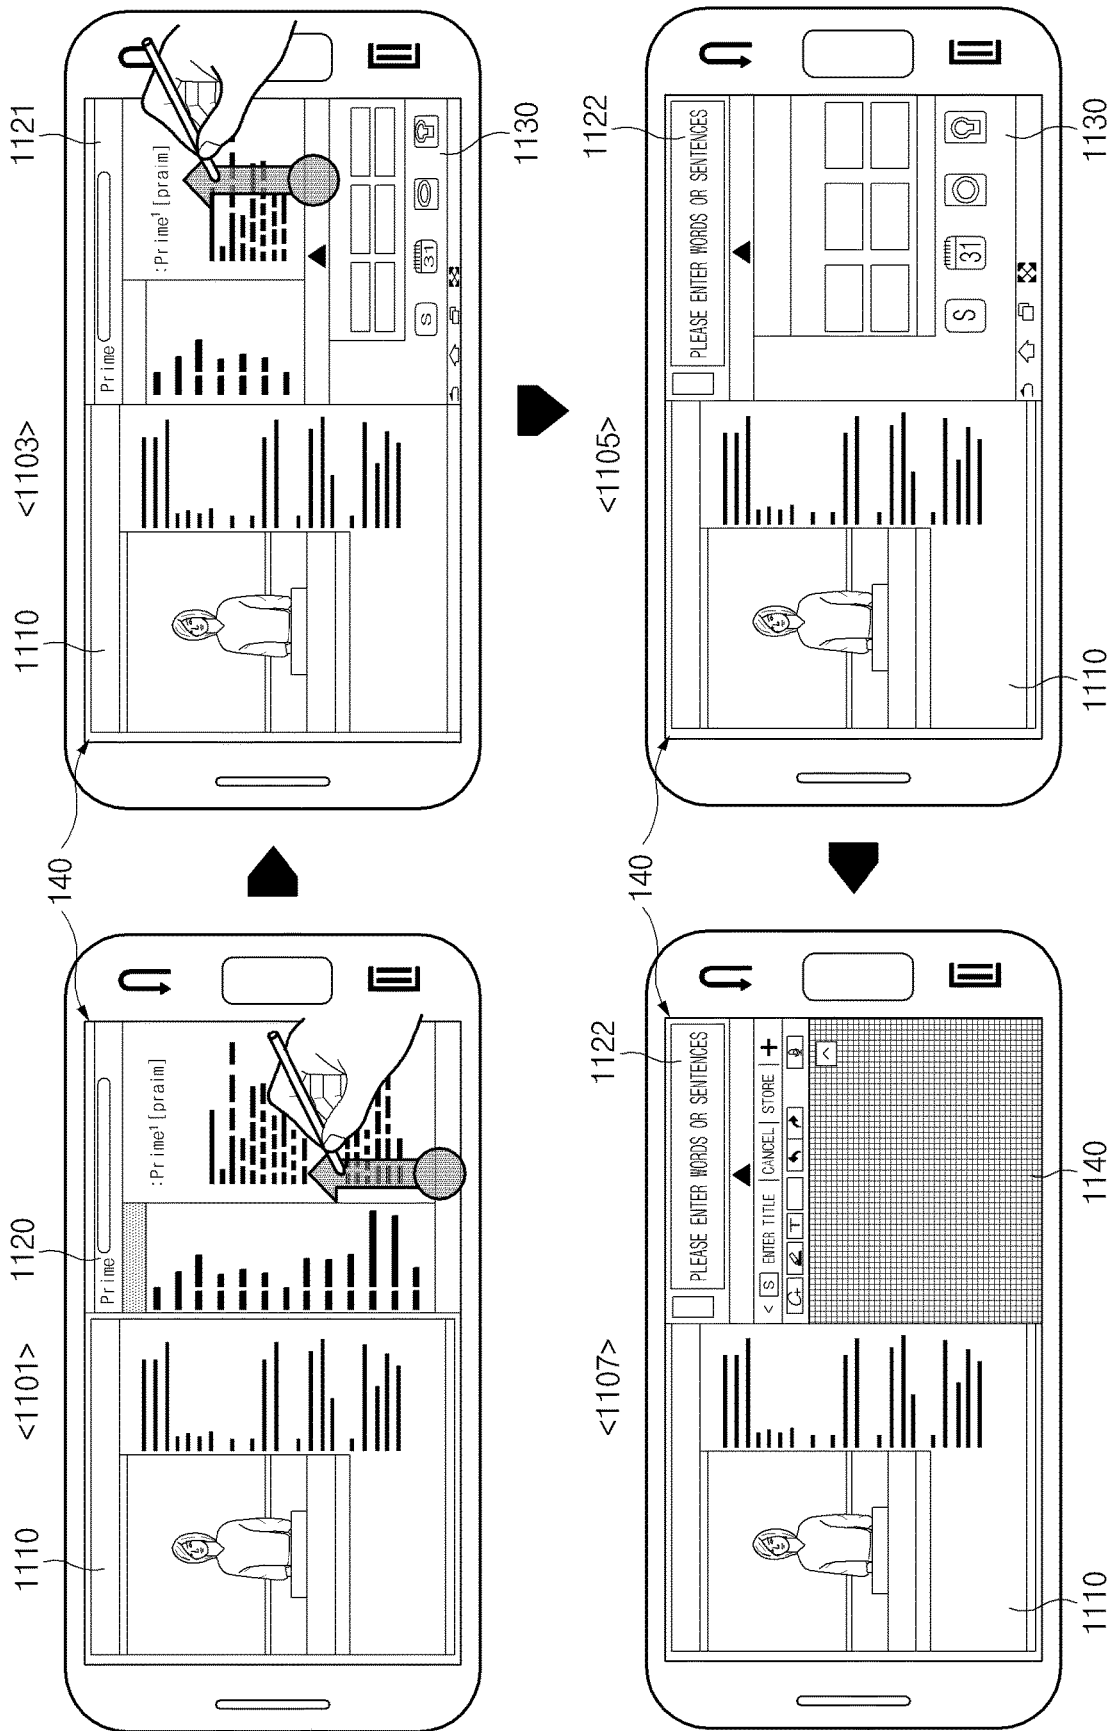 <1101>
1110
1120
140
Prime
:Prime¹ [praim]
<1103>
1110
1121
Prime
:Prime¹ [praim]
S
31
1130
<1107>
140
1122
PLEASE ENTER WORDS OR SENTENCES
< S ENTER TITLE | CANCEL | STORE | +
T
1110
1140
<1105>
1122
PLEASE ENTER WORDS OR SENTENCES
S
31
1110
1130